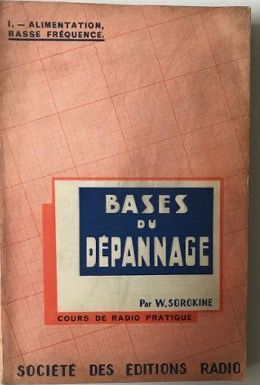 I. — ALIMENTATION,
BASSE FRÉQUENCE.
BASES
DU
DÉPANNAGE
Par W. SOROKINE
COURS DE RADIO PRATIQUE
SOCIÉTÉ DES ÉDITIONS RADIO